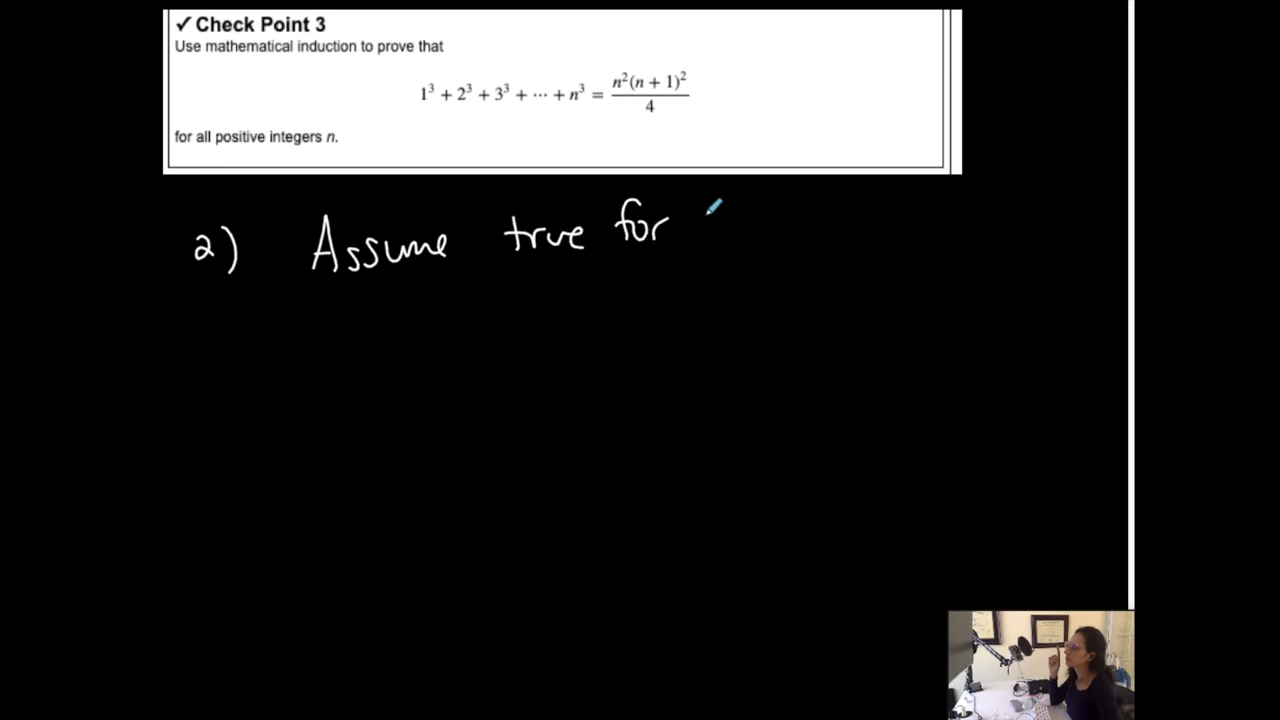 ✓ Check Point 3
Use mathematical induction to prove that
1³ + 2³ + 3³ + ⋯ + n³ = n²(n + 1)²/4
for all positive integers n.
2) Assume true for